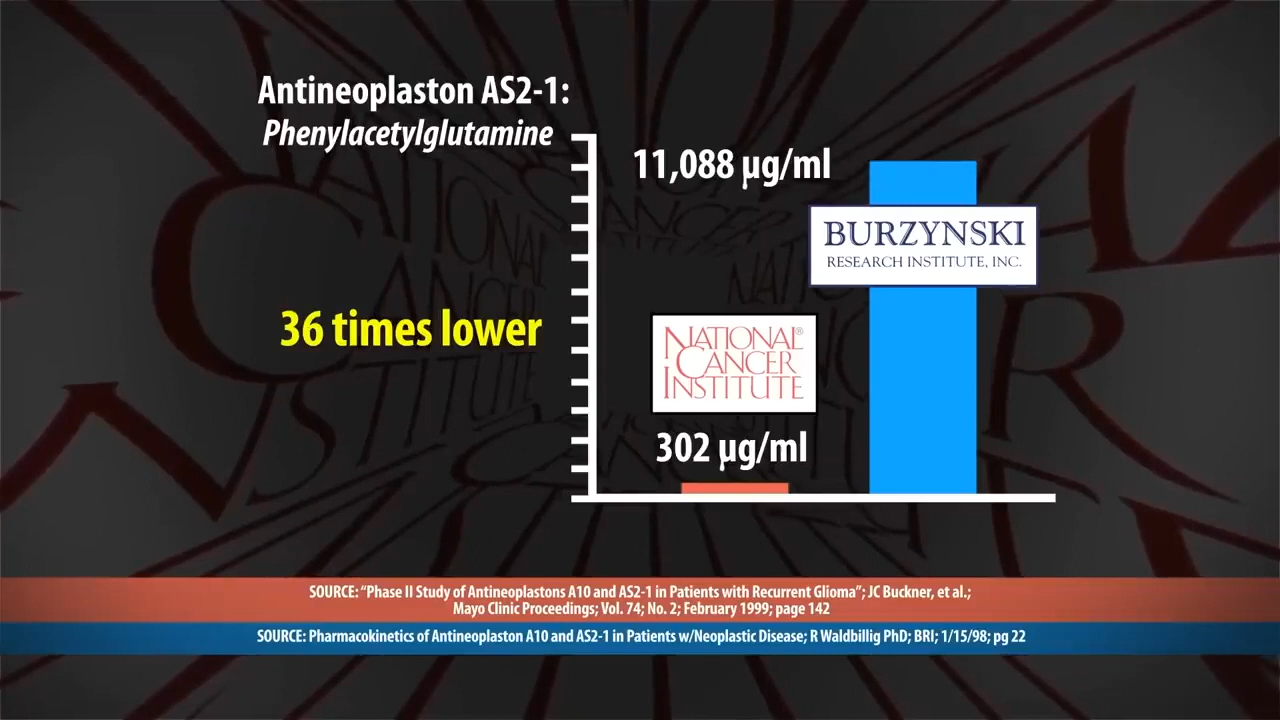 Antineoplaston AS2-1:
Phenylacetylglutamine
11,088 µg/ml
BURZYNSKI
RESEARCH INSTITUTE, INC.
36 times lower
NATIONAL®
CANCER
INSTITUTE
302 µg/ml
SOURCE: “Phase II Study of Antineoplastons A10 and AS2-1 in Patients with Recurrent Glioma”; JC Buckner, et al.;
Mayo Clinic Proceedings; Vol. 74; No. 2; February 1999; page 142
SOURCE: Pharmacokinetics of Antineoplaston A10 and AS2-1 in Patients w/Neoplastic Disease; R Waldbillig PhD; BRI; 1/15/98; pg 22